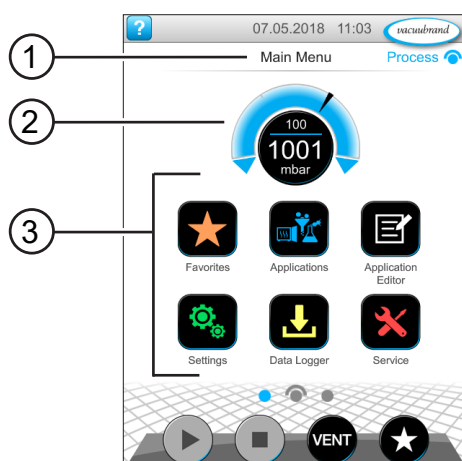 ? 07.05.2018 11:03 vacuubrand
1 Main Menu Process
2
100
1001
mbar
3
Favorites Applications Application
Editor
Settings Data Logger Service
VENT